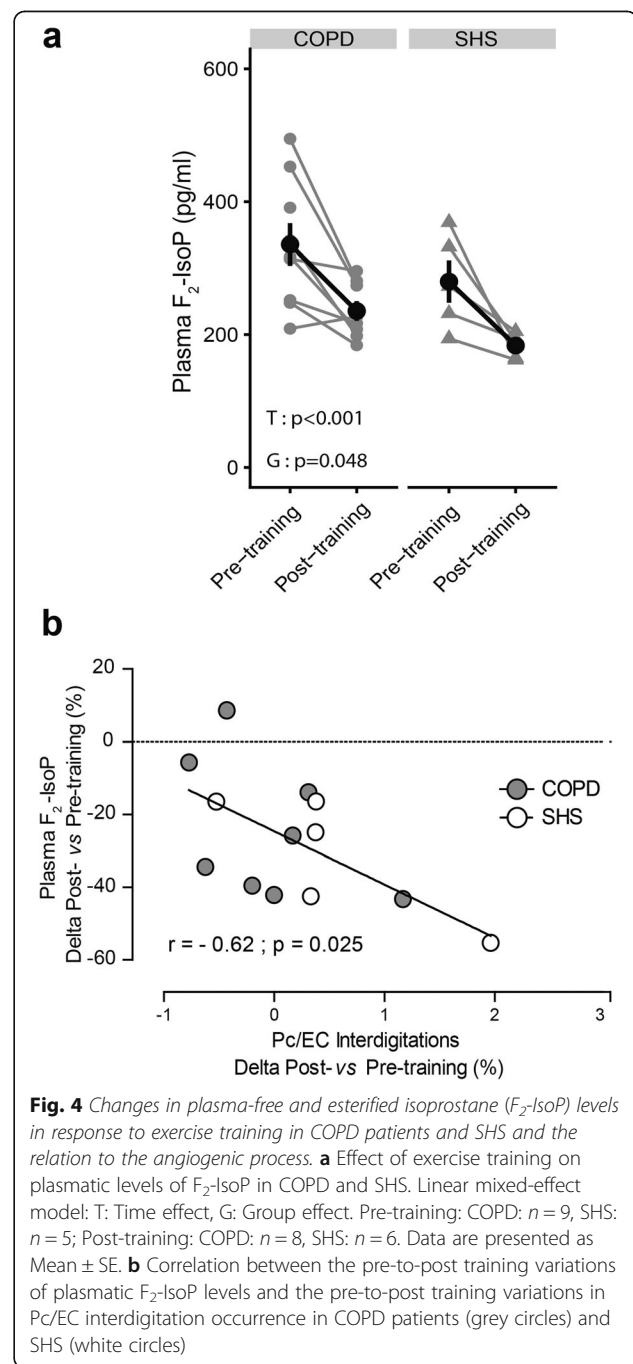 a
COPD SHS
600
400
200
0
Plasma F2-IsoP (pg/ml)
T : p<0.001
G : p=0.048
Pre-training Post-training Pre-training Post-training
b
20
0
-20
-40
-60
Plasma F2-IsoP
Delta Post- vs Pre-training (%)
COPD
SHS
r = - 0.62 ; p = 0.025
-1 0 1 2 3
Pc/EC Interdigitations
Delta Post- vs Pre-training (%)
Fig. 4 Changes in plasma-free and esterified isoprostane (F2-IsoP) levels
in response to exercise training in COPD patients and SHS and the
relation to the angiogenic process. a Effect of exercise training on
plasmatic levels of F2-IsoP in COPD and SHS. Linear mixed-effect
model: T: Time effect, G: Group effect. Pre-training: COPD: n = 9, SHS:
n = 5; Post-training: COPD: n = 8, SHS: n = 6. Data are presented as
Mean ± SE. b Correlation between the pre-to-post training variations
of plasmatic F2-IsoP levels and the pre-to-post training variations in
Pc/EC interdigitation occurrence in COPD patients (grey circles) and
SHS (white circles)